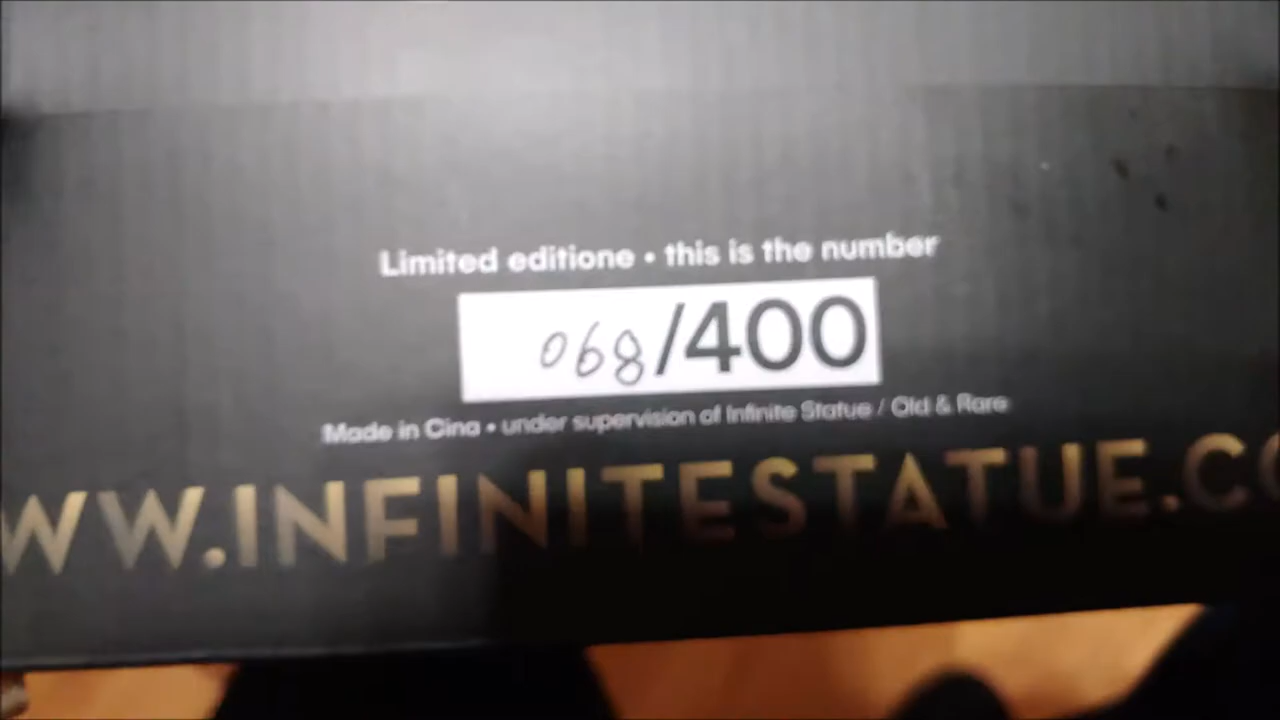 Limited editione • this is the number
068/400
Made in Cina • under supervision of Infinite Statue / Old & Rare
WW.INFINITESTATUE.CO